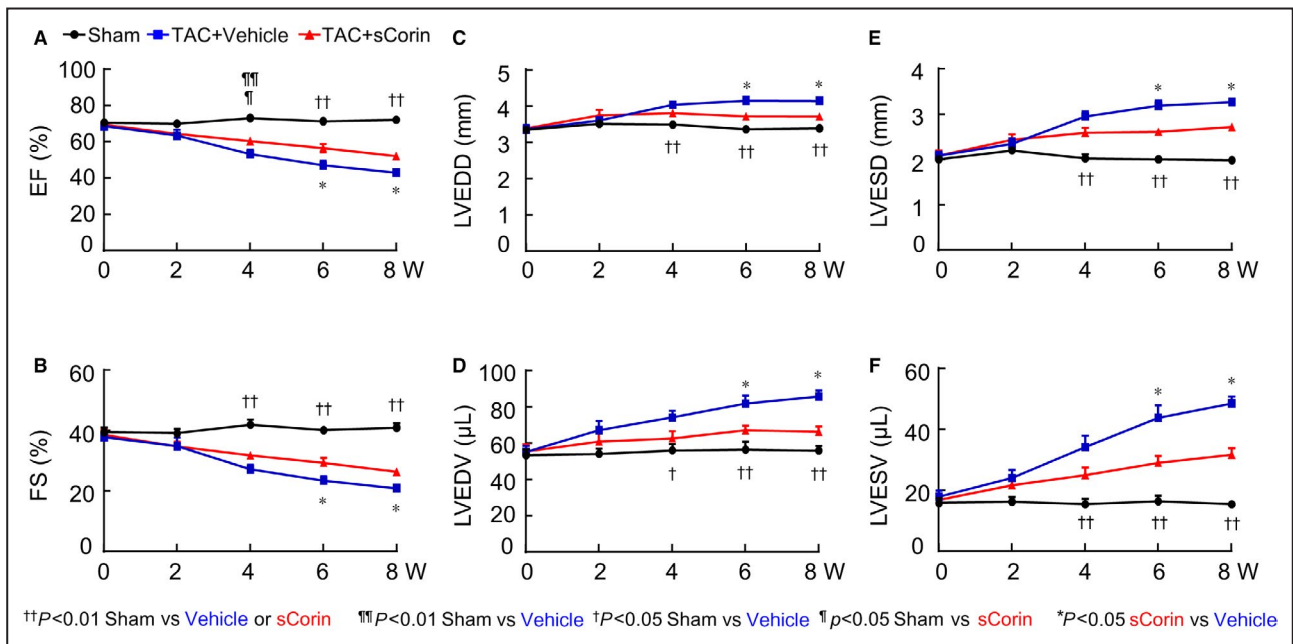 A Sham TAC+Vehicle TAC+sCorin
EF (%)
100
80
60
40
20
0
¶¶
¶
†† ††
* *
0 2 4 6 8 W
C
LVEDD (mm)
5
4
3
2
1
0
* *
†† †† ††
0 2 4 6 8 W
E
LVESD (mm)
4
3
2
1
0
* *
†† †† ††
0 2 4 6 8 W
B
FS (%)
60
40
20
0
†† †† ††
* *
0 2 4 6 8 W
D
LVEDV (µL)
100
80
60
40
20
0
* *
† †† ††
0 2 4 6 8 W
F
LVESV (µL)
60
40
20
0
* *
†† †† ††
0 2 4 6 8 W
††P<0.01 Sham vs Vehicle or sCorin ¶¶P<0.01 Sham vs Vehicle †P<0.05 Sham vs Vehicle ¶p<0.05 Sham vs sCorin *P<0.05 sCorin vs Vehicle